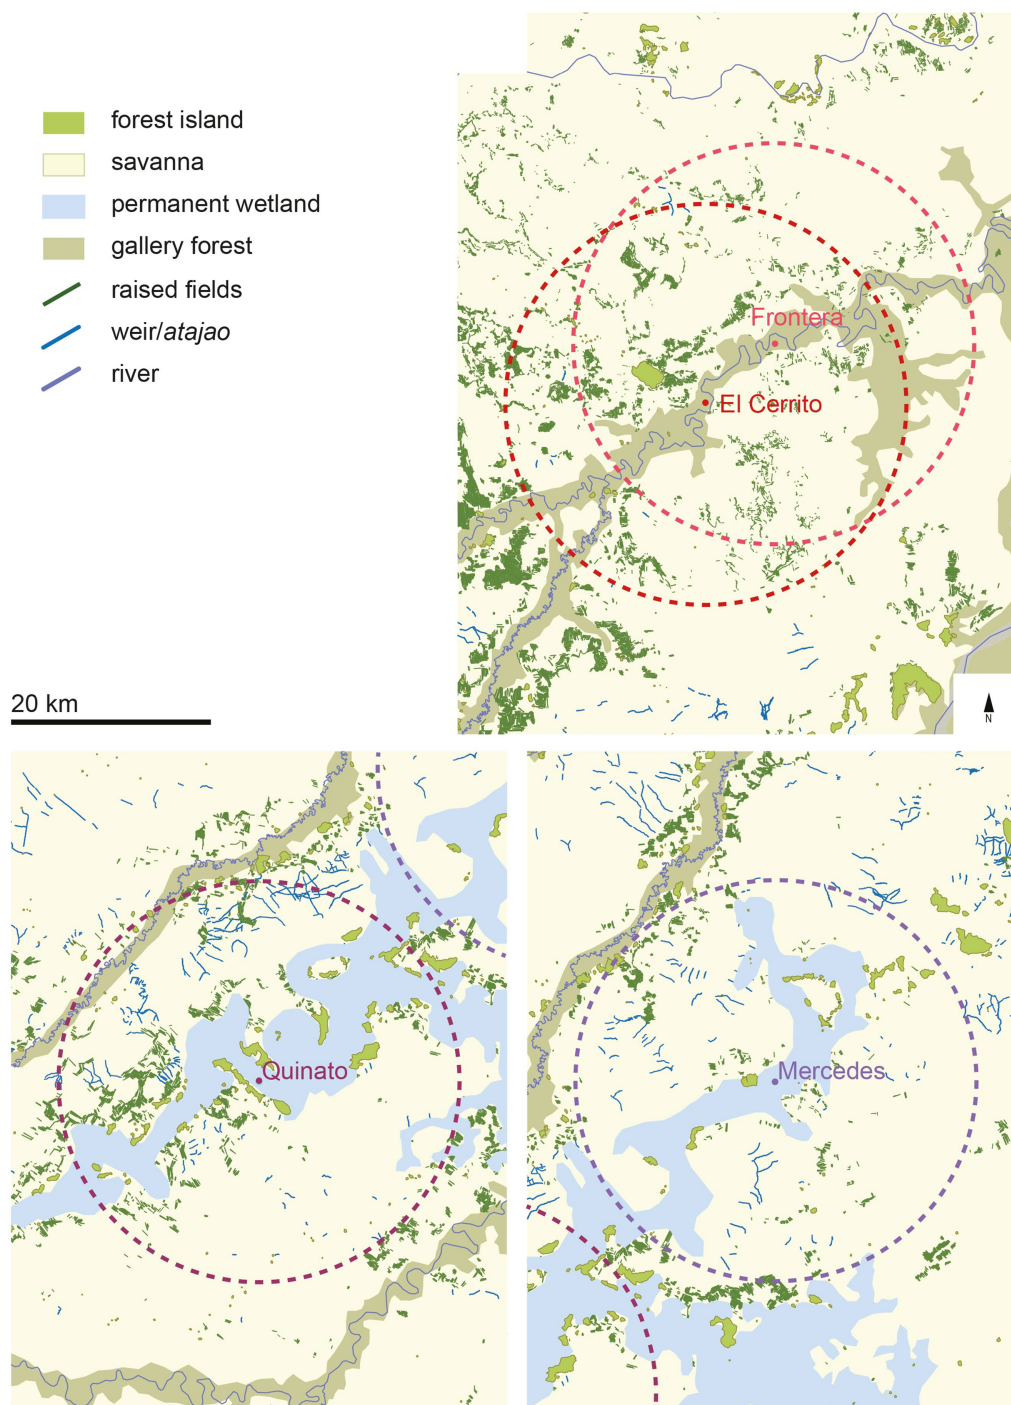 forest island
savanna
permanent wetland
gallery forest
raised fields
weir/atajao
river
Frontera
El Cerrito
20 km
N
Quinato
Mercedes